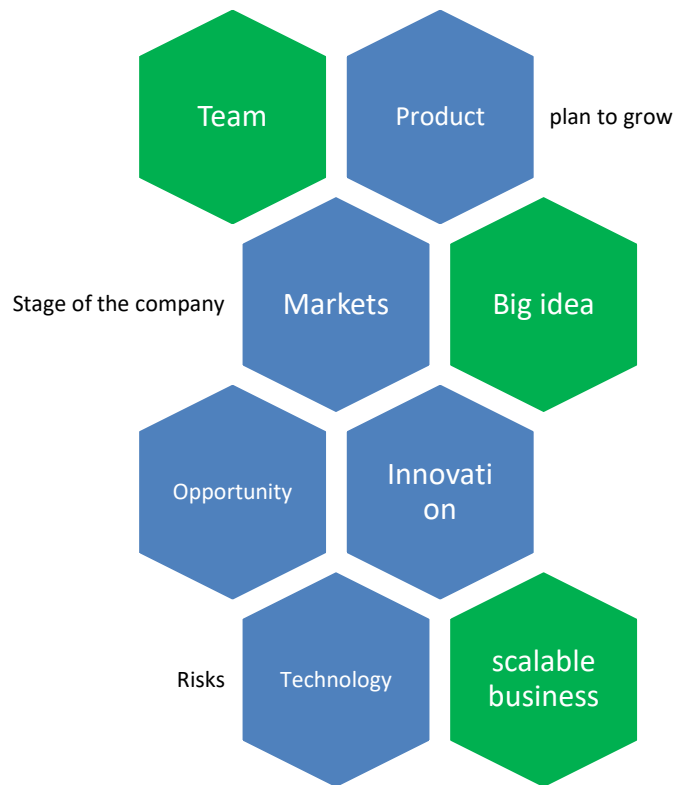 Team
Product
plan to grow
Stage of the company
Markets
Big idea
Opportunity
Innovati
on
Risks
Technology
scalable
business